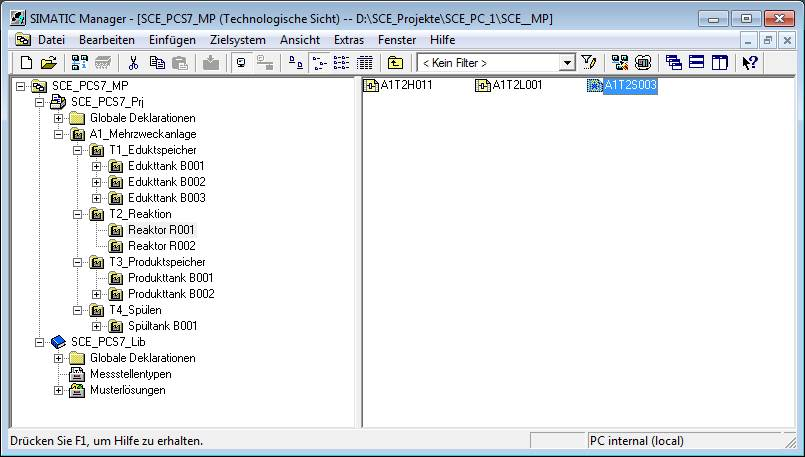 SIMATIC Manager - [SCE_PCS7_MP (Technologische Sicht) -- D:\SCE_Projekte\SCE_PC_1\SCE__MP]
Datei Bearbeiten Einfügen Zielsystem Ansicht Extras Fenster Hilfe
< Kein Filter >
SCE_PCS7_MP
SCE_PCS7_Prj
Globale Deklarationen
A1_Mehrzweckanlage
T1_Eduktspeicher
Edukttank B001
Edukttank B002
Edukttank B003
T2_Reaktion
Reaktor R001
Reaktor R002
T3_Produktspeicher
Produkttank B001
Produkttank B002
T4_Spülen
Spültank B001
SCE_PCS7_Lib
Globale Deklarationen
Messstellentypen
Musterlösungen
A1T2H011 A1T2L001 A1T2S003
Drücken Sie F1, um Hilfe zu erhalten. PC internal (local)